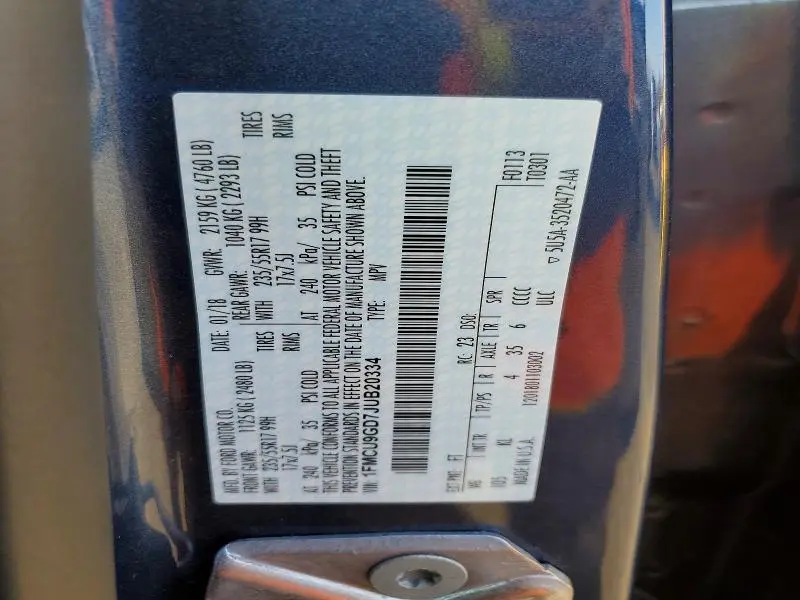 MFD. BY FORD MOTOR CO.
DATE: 01/18 GVWR: 2159 KG ( 4760 LB)
FRONT GAWR: 1125 KG ( 2480 LB) REAR GAWR: 1040 KG ( 2293 LB)
WITH 235/55R17 99H TIRES WITH 235/55R17 99H TIRES
17x7.5J RIMS 17x7.5J RIMS
AT 240 kPa/ 35 PSI COLD AT 240 kPa/ 35 PSI COLD
THIS VEHICLE CONFORMS TO ALL APPLICABLE FEDERAL MOTOR VEHICLE SAFETY AND THEFT
PREVENTION STANDARDS IN EFFECT ON THE DATE OF MANUFACTURE SHOWN ABOVE.
VIN: 1FMCU9GD7JUB20334 TYPE: MPV
F0113
T0301
EXT PNT: FT RC: 23 DSO:
WB INT TR TP/PS R AXLE TR SPR
105 KL 4 35 6 CCCC
MADE IN U.S.A. 1201801103002 ULC
▽ 5U5A-3520472-AA